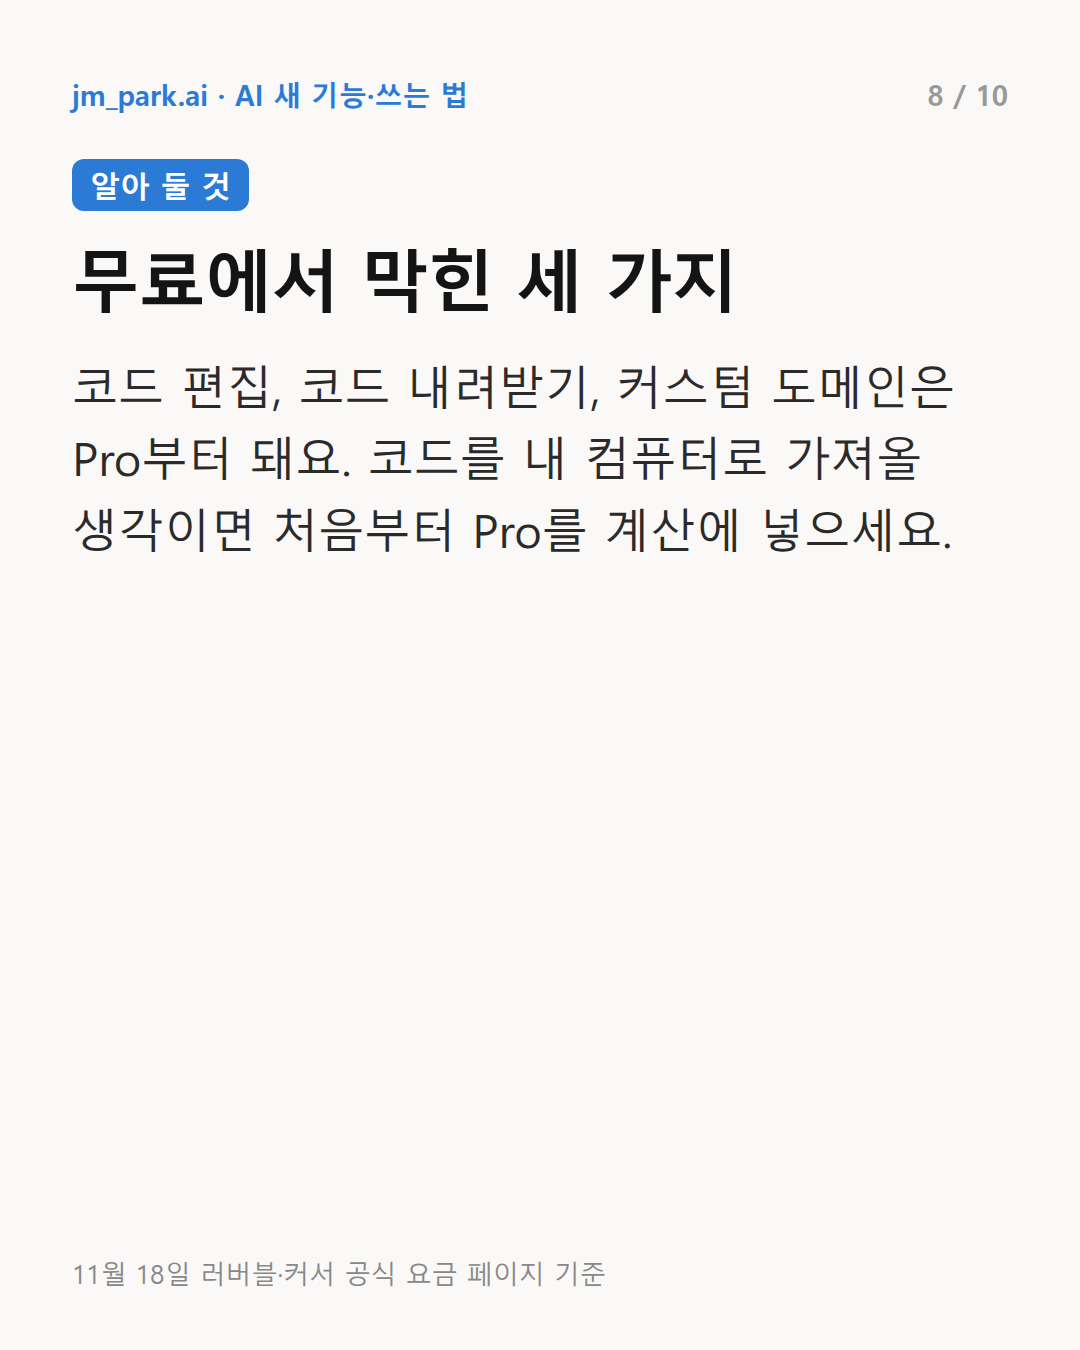 jm_park.ai · AI 새 기능·쓰는 법
8 / 10
알아 둘 것
무료에서 막힌 세 가지
코드 편집, 코드 내려받기, 커스텀 도메인은
Pro부터 돼요. 코드를 내 컴퓨터로 가져올
생각이면 처음부터 Pro를 계산에 넣으세요.
11월 18일 러버블·커서 공식 요금 페이지 기준